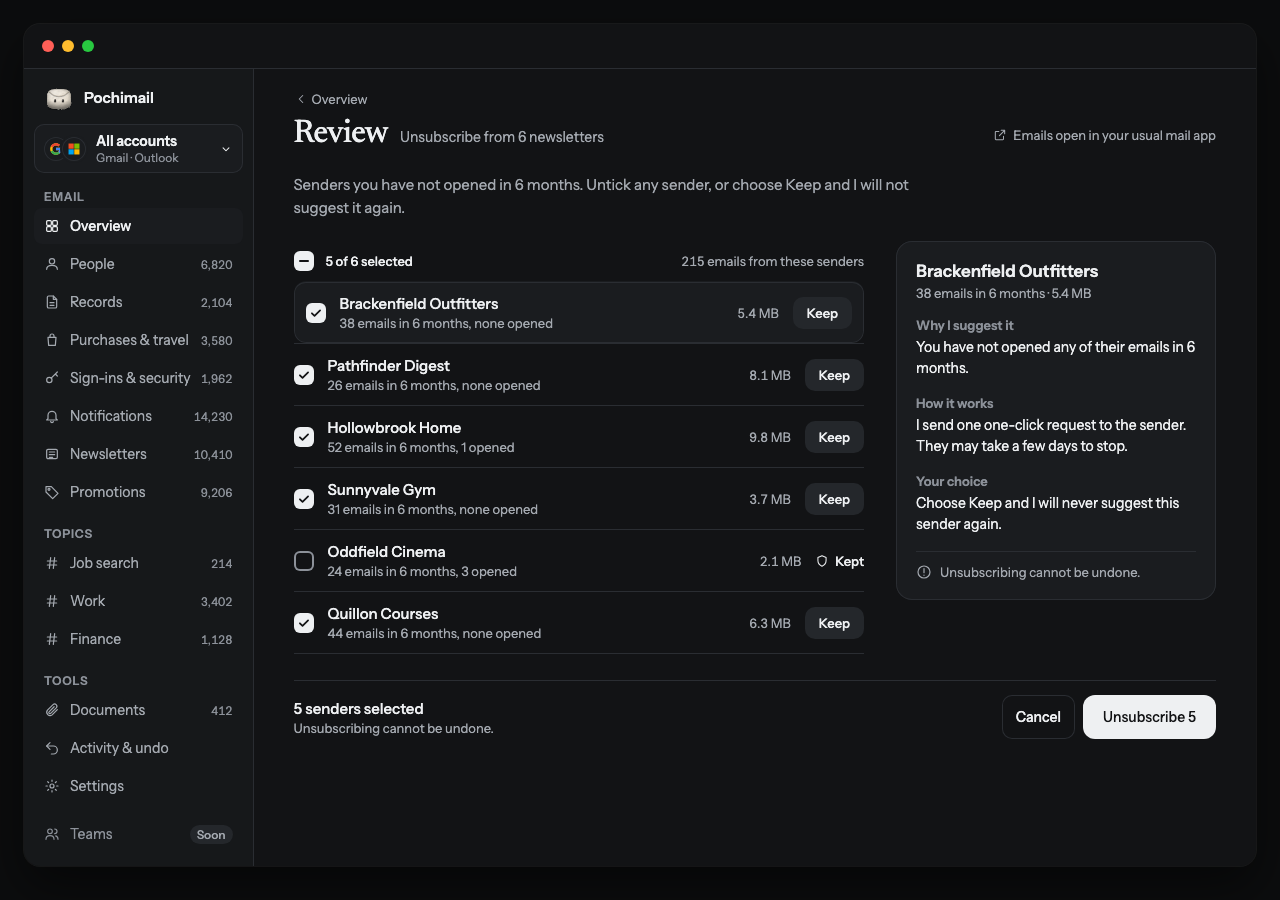 Pochimail
All accounts
Gmail · Outlook
EMAIL
Overview
People 6,820
Records 2,104
Purchases & travel 3,580
Sign-ins & security 1,962
Notifications 14,230
Newsletters 10,410
Promotions 9,206
TOPICS
Job search 214
Work 3,402
Finance 1,128
TOOLS
Documents 412
Activity & undo
Settings
Teams Soon
Overview
Review Unsubscribe from 6 newsletters
Emails open in your usual mail app
Senders you have not opened in 6 months. Untick any sender, or choose Keep and I will not
suggest it again.
5 of 6 selected 215 emails from these senders
Brackenfield Outfitters
38 emails in 6 months, none opened
5.4 MB Keep
Pathfinder Digest
26 emails in 6 months, none opened
8.1 MB Keep
Hollowbrook Home
52 emails in 6 months, 1 opened
9.8 MB Keep
Sunnyvale Gym
31 emails in 6 months, none opened
3.7 MB Keep
Oddfield Cinema
24 emails in 6 months, 3 opened
2.1 MB Kept
Quillon Courses
44 emails in 6 months, none opened
6.3 MB Keep
Brackenfield Outfitters
38 emails in 6 months · 5.4 MB
Why I suggest it
You have not opened any of their emails in 6
months.
How it works
I send one one-click request to the sender.
They may take a few days to stop.
Your choice
Choose Keep and I will never suggest this
sender again.
Unsubscribing cannot be undone.
5 senders selected
Unsubscribing cannot be undone.
Cancel
Unsubscribe 5